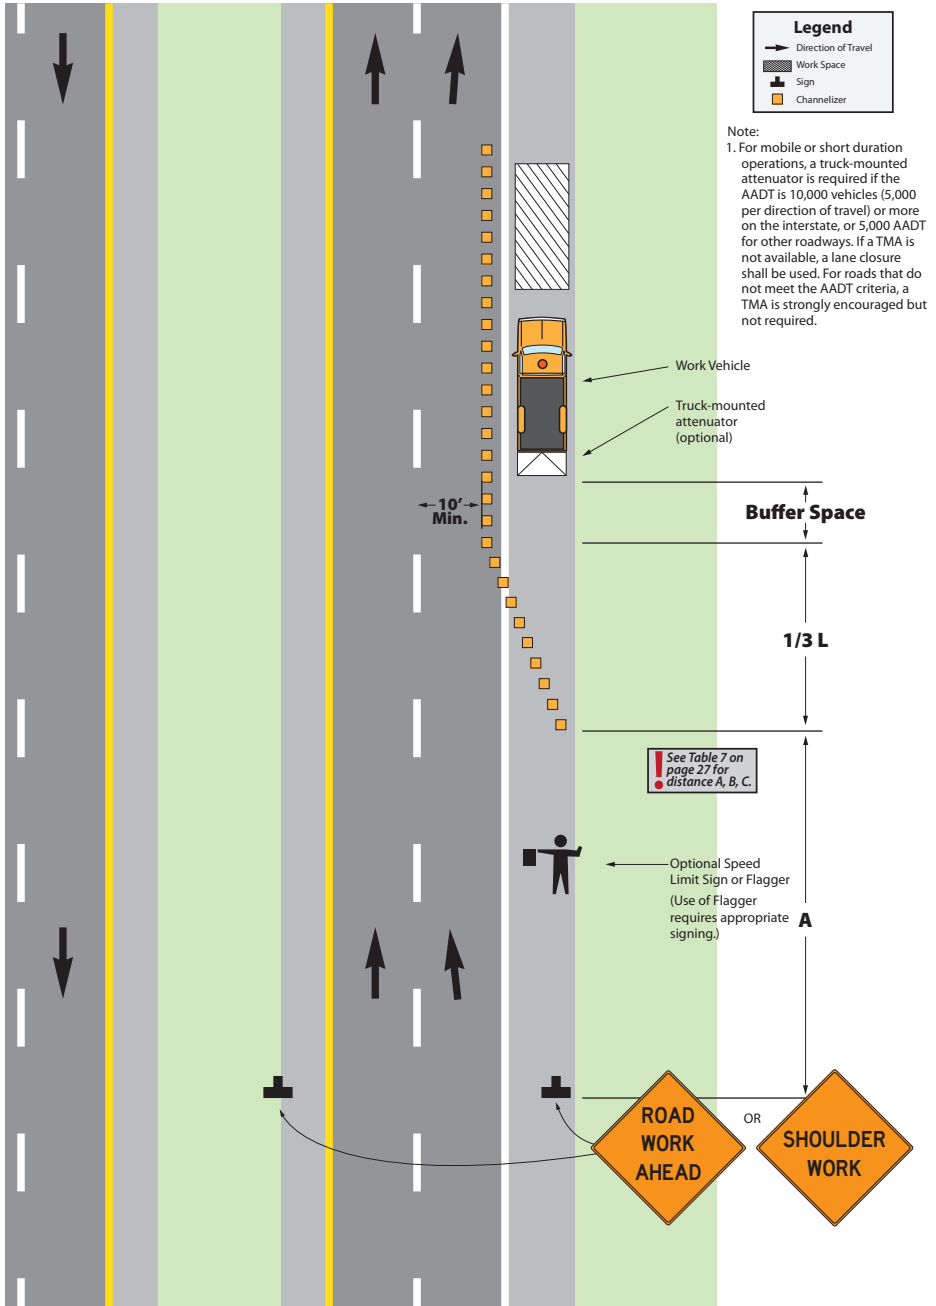 Legend
Direction of Travel
Work Space
Sign
Channelizer
Note:
1. For mobile or short duration
operations, a truck-mounted
attenuator is required if the
AADT is 10,000 vehicles (5,000
per direction of travel) or more
on the interstate, or 5,000 AADT
for other roadways. If a TMA is
not available, a lane closure
shall be used. For roads that do
not meet the AADT criteria, a
TMA is strongly encouraged but
not required.
Work Vehicle
Truck-mounted
attenuator
(optional)
10’
Min.
Buffer Space
1/3 L
! See Table 7 on
page 27 for
distance A, B, C.
Optional Speed
Limit Sign or Flagger
(Use of Flagger
requires appropriate
signing.)
A
ROAD
WORK
AHEAD
OR
SHOULDER
WORK